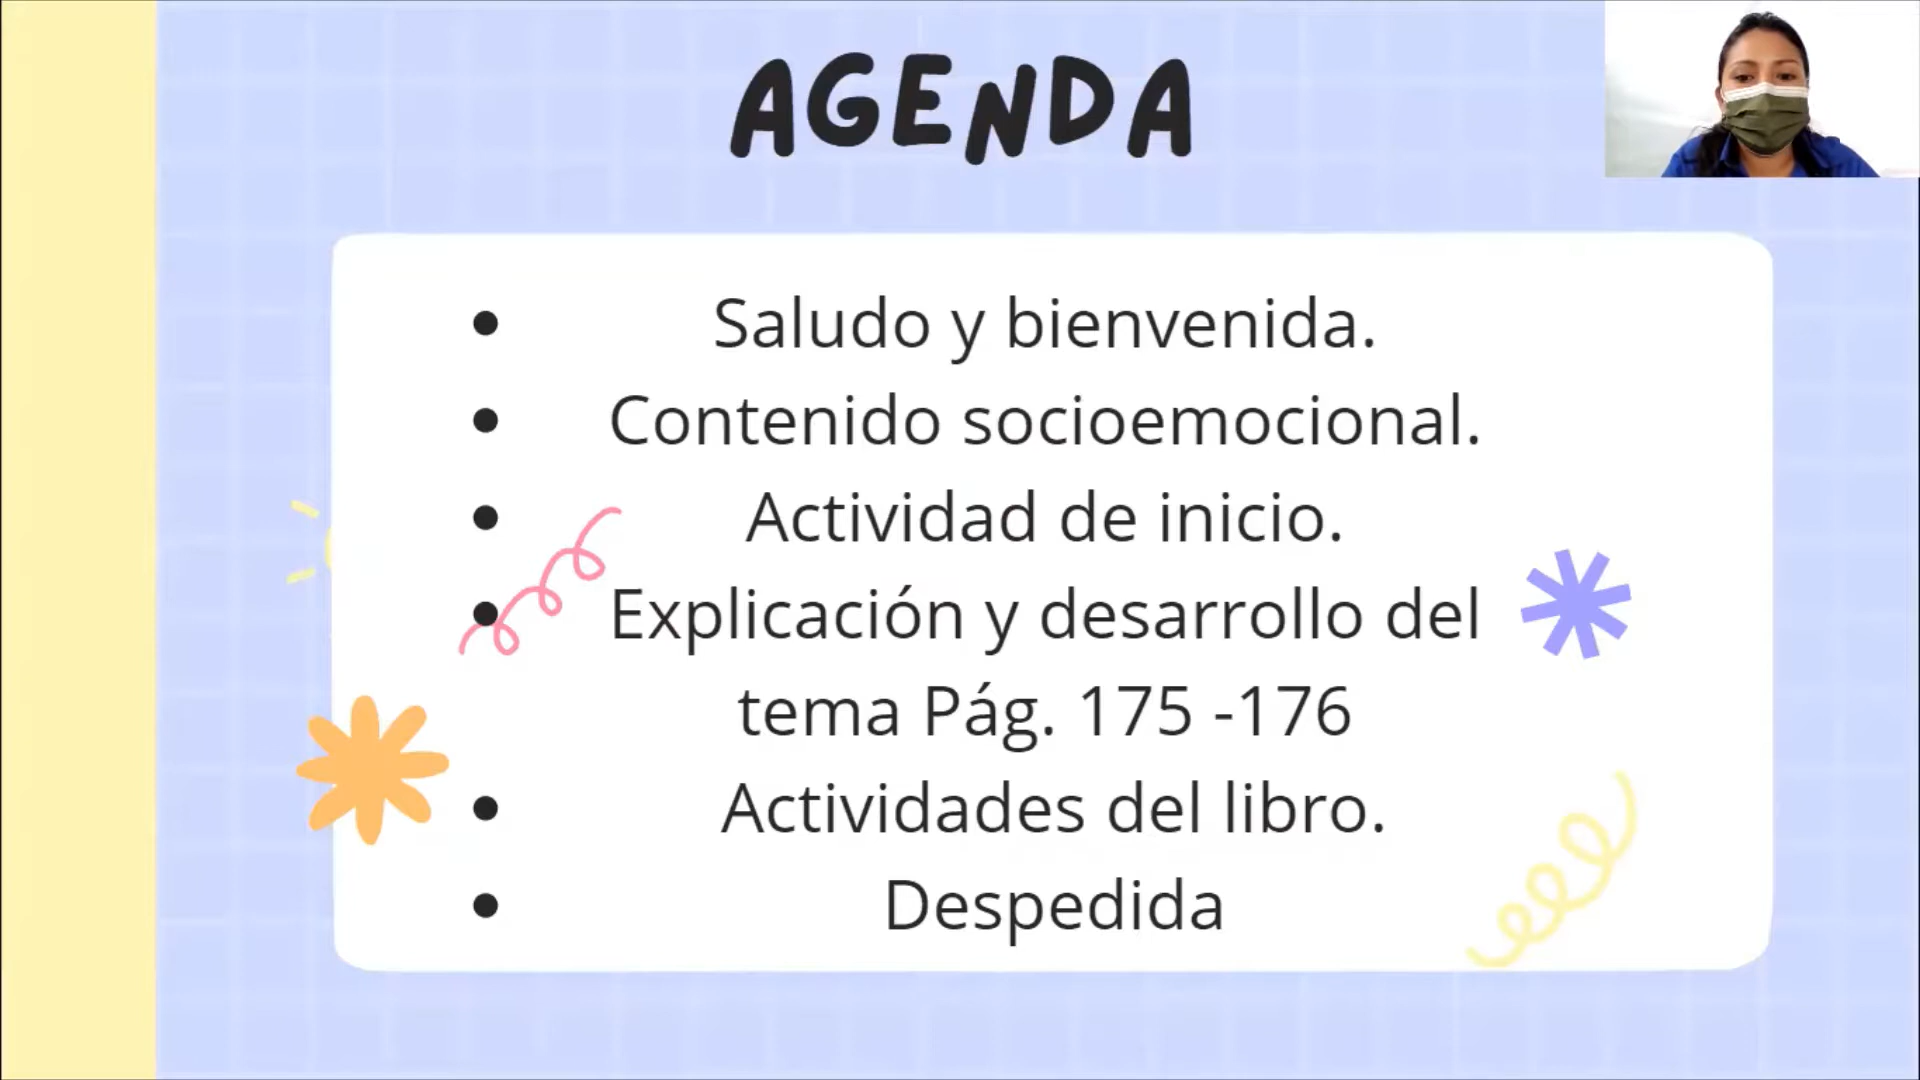 AGENDA
• Saludo y bienvenida.
• Contenido socioemocional.
• Actividad de inicio.
• Explicación y desarrollo del
tema Pág. 175 -176
• Actividades del libro.
• Despedida